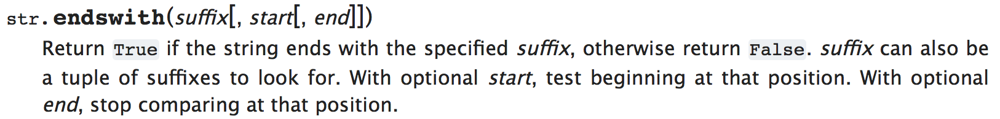 str.endswith(suffix[, start[, end]])
Return True if the string ends with the specified suffix, otherwise return False. suffix can also be
a tuple of suffixes to look for. With optional start, test beginning at that position. With optional
end, stop comparing at that position.